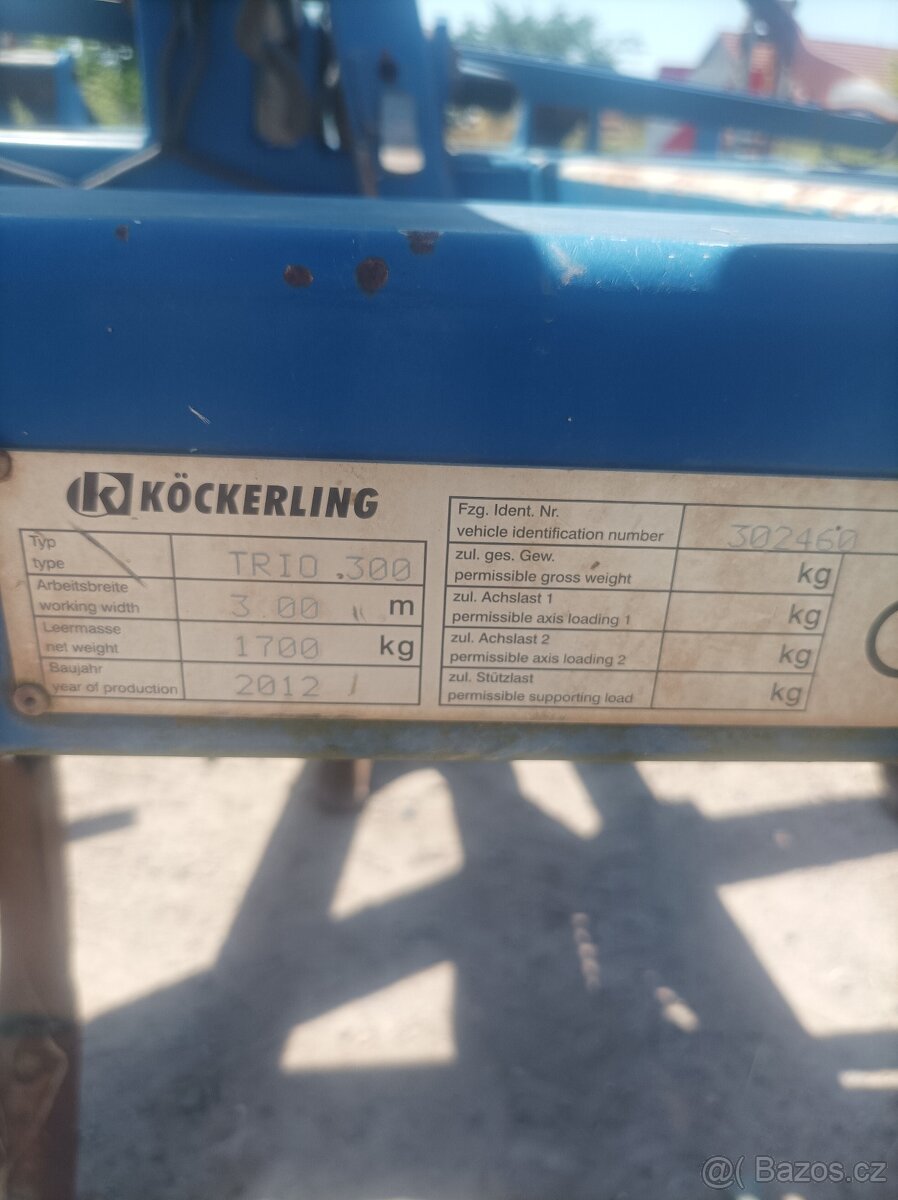 k KÖCKERLING
Typ
type TRIO 300
Arbeitsbreite
working width 3.00 m
Leermasse
net weight 1700 kg
Baujahr
year of production 2012
Fzg. Ident. Nr.
vehicle identification number 302460
zul. ges. Gew.
permissible gross weight kg
zul. Achslast 1
permissible axis loading 1 kg
zul. Achslast 2
permissible axis loading 2 kg
zul. Stützlast
permissible supporting load kg
@( Bazos.cz